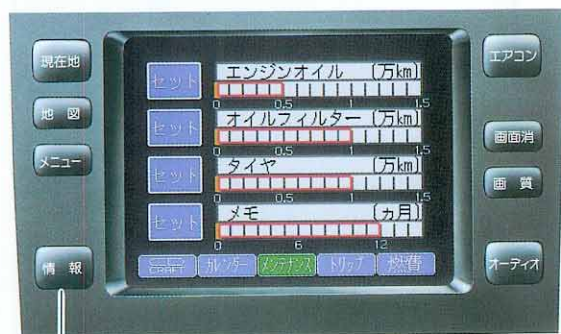 現在地
地 図
メニュー
情 報
エアコン
画面消
画 質
オーディオ
セット エンジンオイル (万km)
0 0.5 1 1.5
セット オイルフィルター (万km)
0 0.5 1 1.5
セット タイヤ (万km)
0 0.5 1 1.5
セット メモ (カ月)
0 6 12
CRAFT カレンダー メンテナンス トリップ 燃費